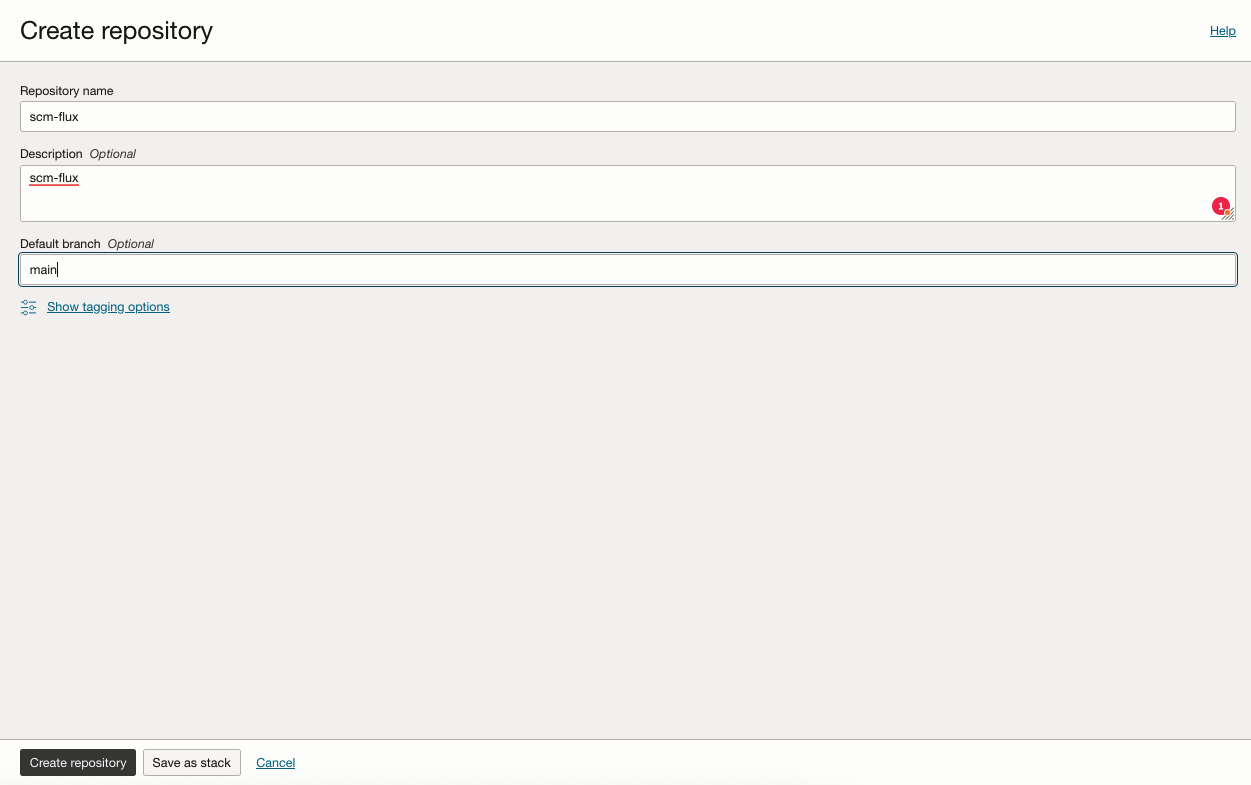 Create repository
Help
Repository name
scm-flux
Description Optional
scm-flux
1
Default branch Optional
main
Show tagging options
Create repository Save as stack Cancel